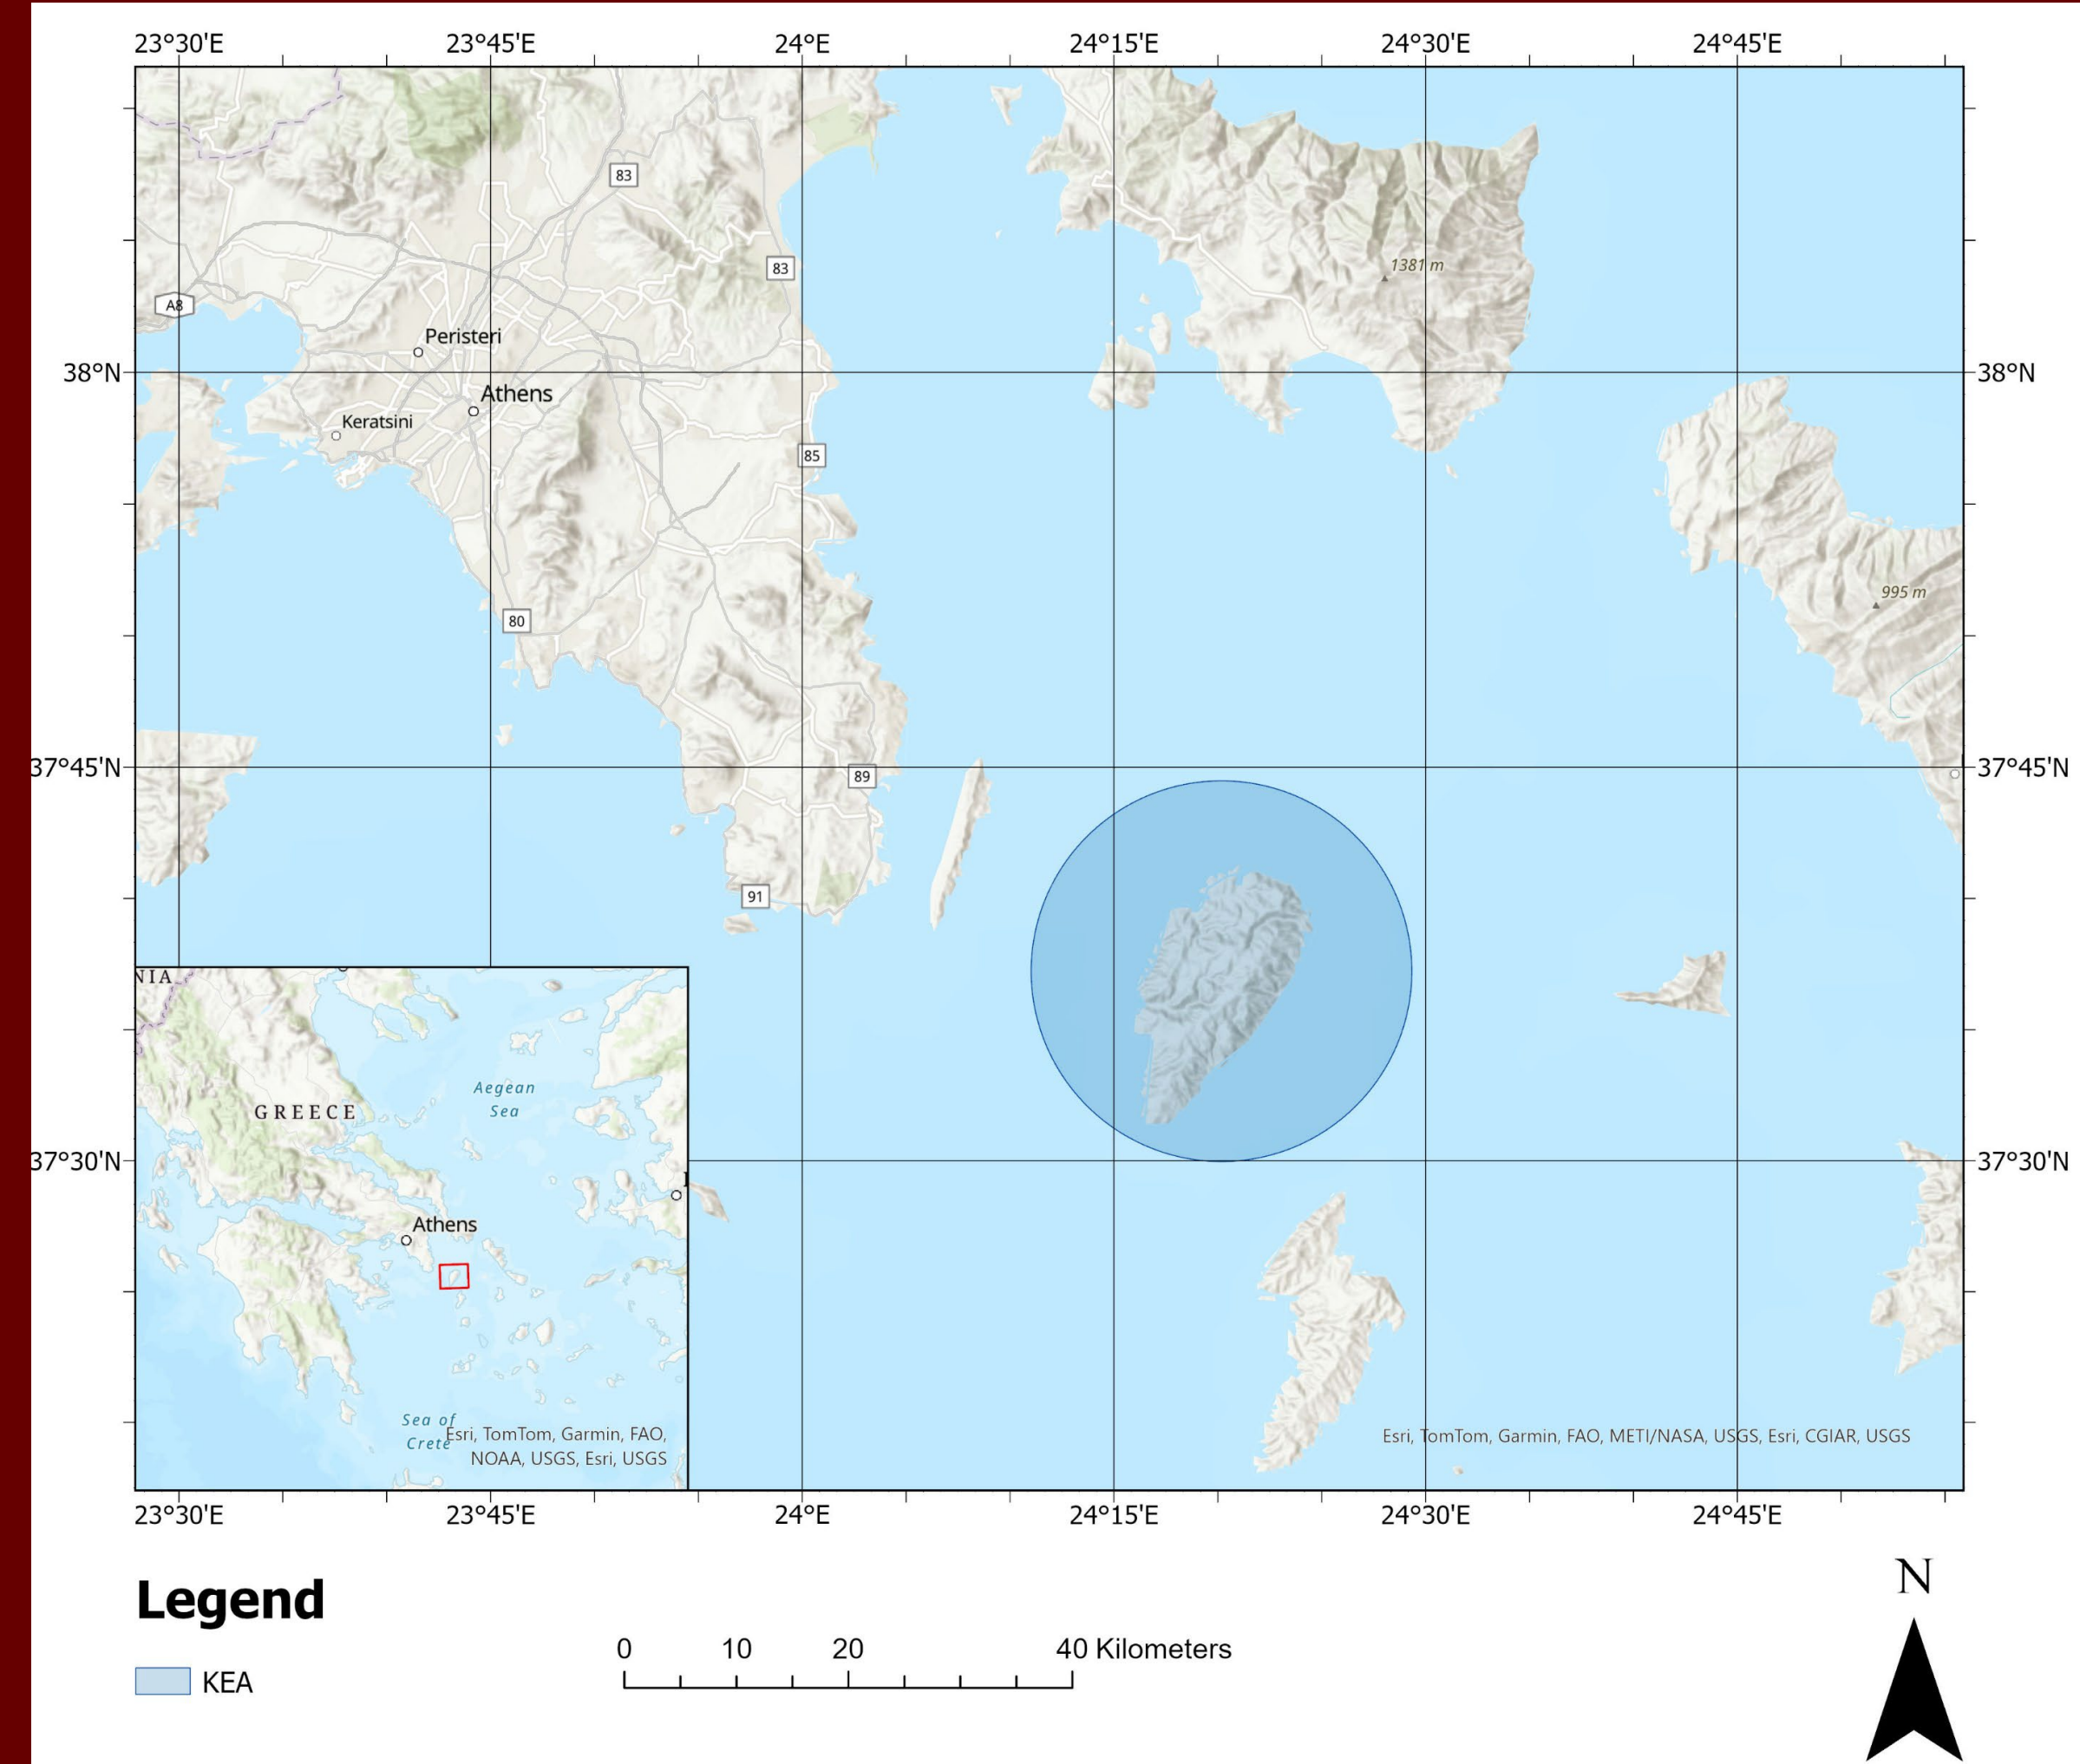 23°30'E 23°45'E 24°E 24°15'E 24°30'E 24°45'E
83
1381 m
83
A8
Peristeri
38°N 38°N
Athens
Keratsini
85
995 m
80
37°45'N 37°45'N
89
91
NIA
Aegean
Sea
GREECE
37°30'N 37°30'N
Athens
Sea of
Crete
Esri, TomTom, Garmin, FAO,
NOAA, USGS, Esri, USGS
Esri, TomTom, Garmin, FAO, METI/NASA, USGS, Esri, CGIAR, USGS
23°30'E 23°45'E 24°E 24°15'E 24°30'E 24°45'E
Legend
KEA
0 10 20 40 Kilometers
N